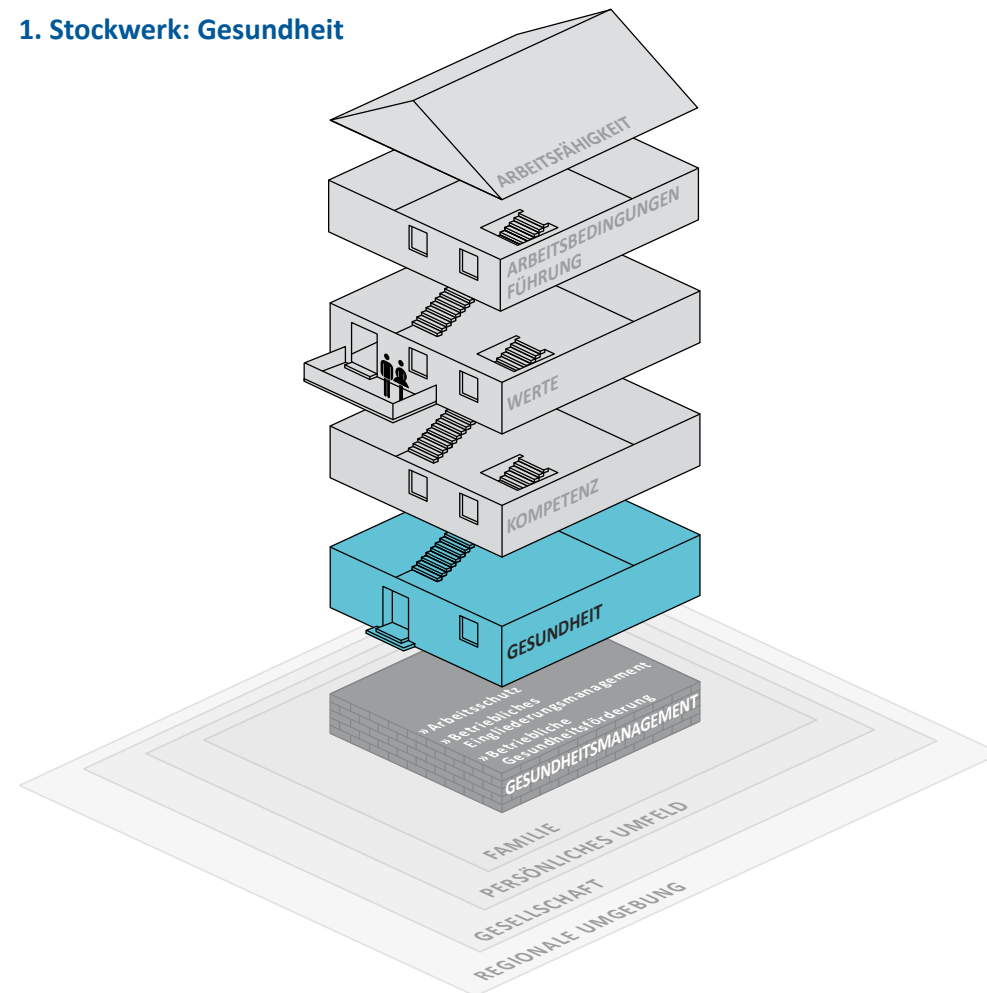 1. Stockwerk: Gesundheit
ARBEITSFÄHIGKEIT
ARBEITSBEDINGUNGEN
FÜHRUNG
WERTE
KOMPETENZ
GESUNDHEIT
»Arbeitsschutz
»Betriebliches
Eingliederungsmanagement
»Betriebliche
Gesundheitsförderung
GESUNDHEITSMANAGEMENT
FAMILIE
PERSÖNLICHES UMFELD
GESELLSCHAFT
REGIONALE UMGEBUNG